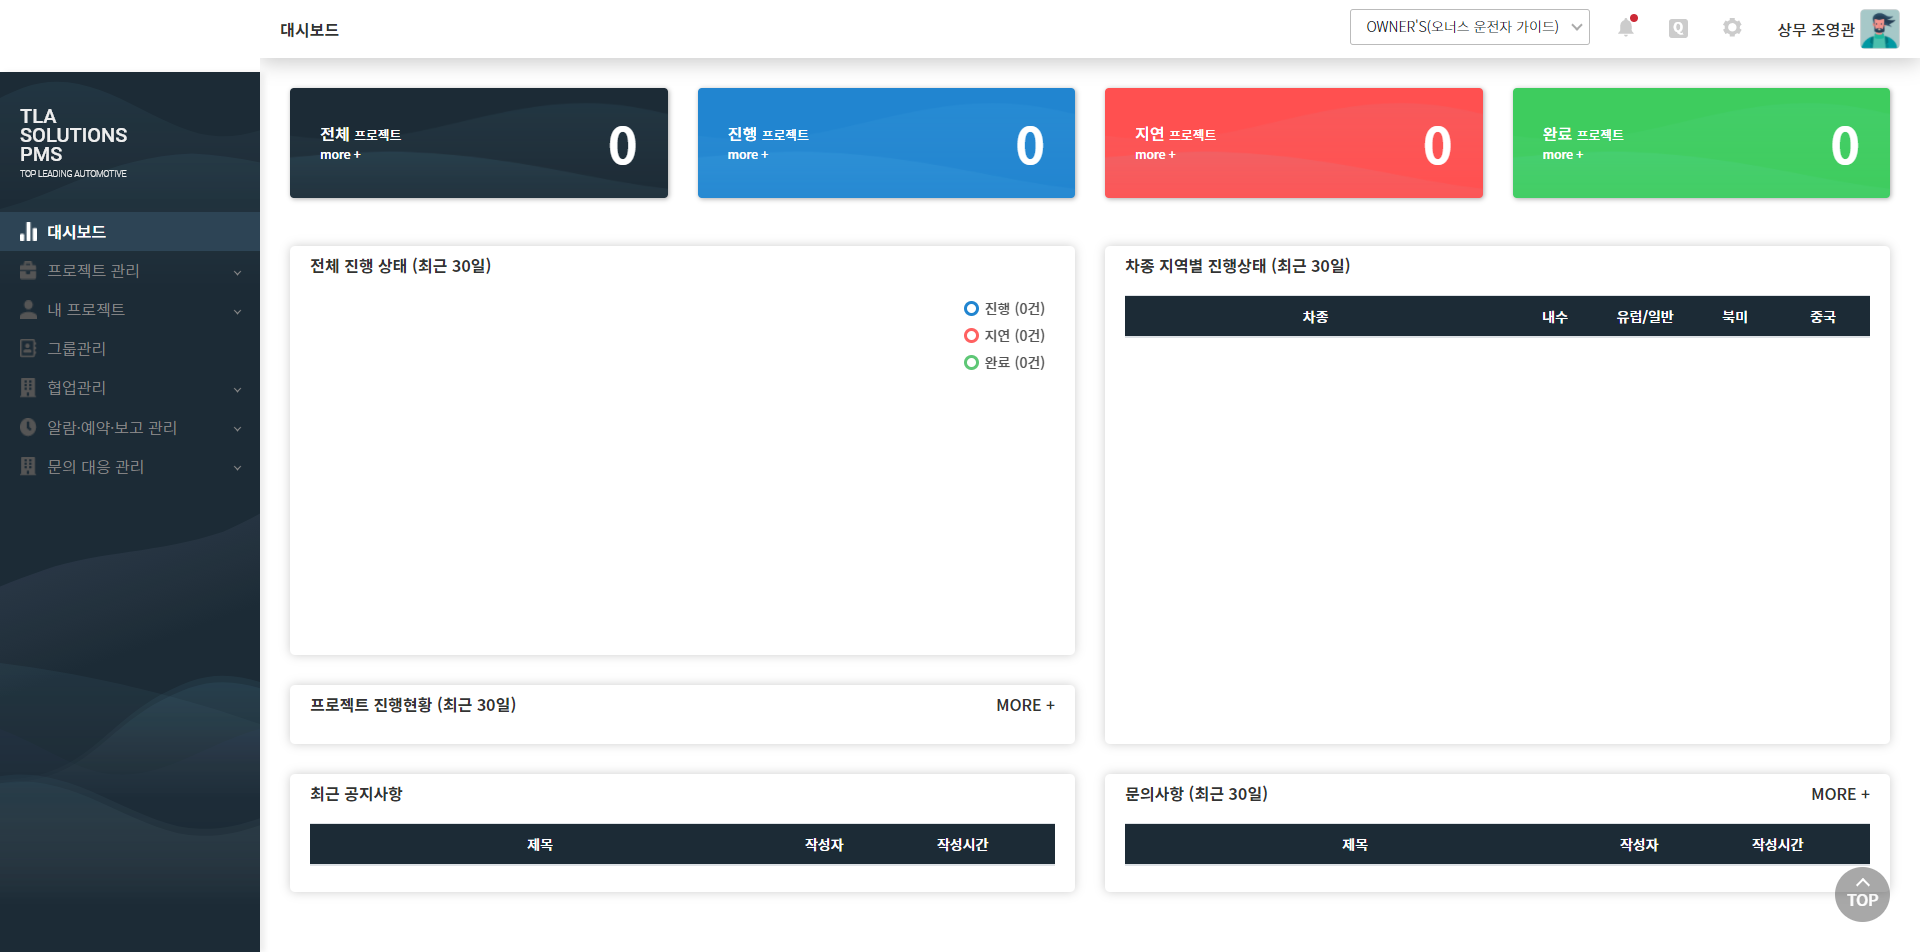 대시보드
OWNER'S(오너스 운전자 가이드)
Q
상무 조영관
TLA
SOLUTIONS
PMS
TOP LEADING AUTOMOTIVE
대시보드
프로젝트 관리
내 프로젝트
그룹관리
협업관리
알람·예약·보고 관리
문의 대응 관리
전체 프로젝트
more +
0
진행 프로젝트
more +
0
지연 프로젝트
more +
0
완료 프로젝트
more +
0
전체 진행 상태 (최근 30일)
진행 (0건)
지연 (0건)
완료 (0건)
차종 지역별 진행상태 (최근 30일)
차종 내수 유럽/일반 북미 중국
프로젝트 진행현황 (최근 30일) MORE +
최근 공지사항
제목 작성자 작성시간
문의사항 (최근 30일) MORE +
제목 작성자 작성시간
TOP